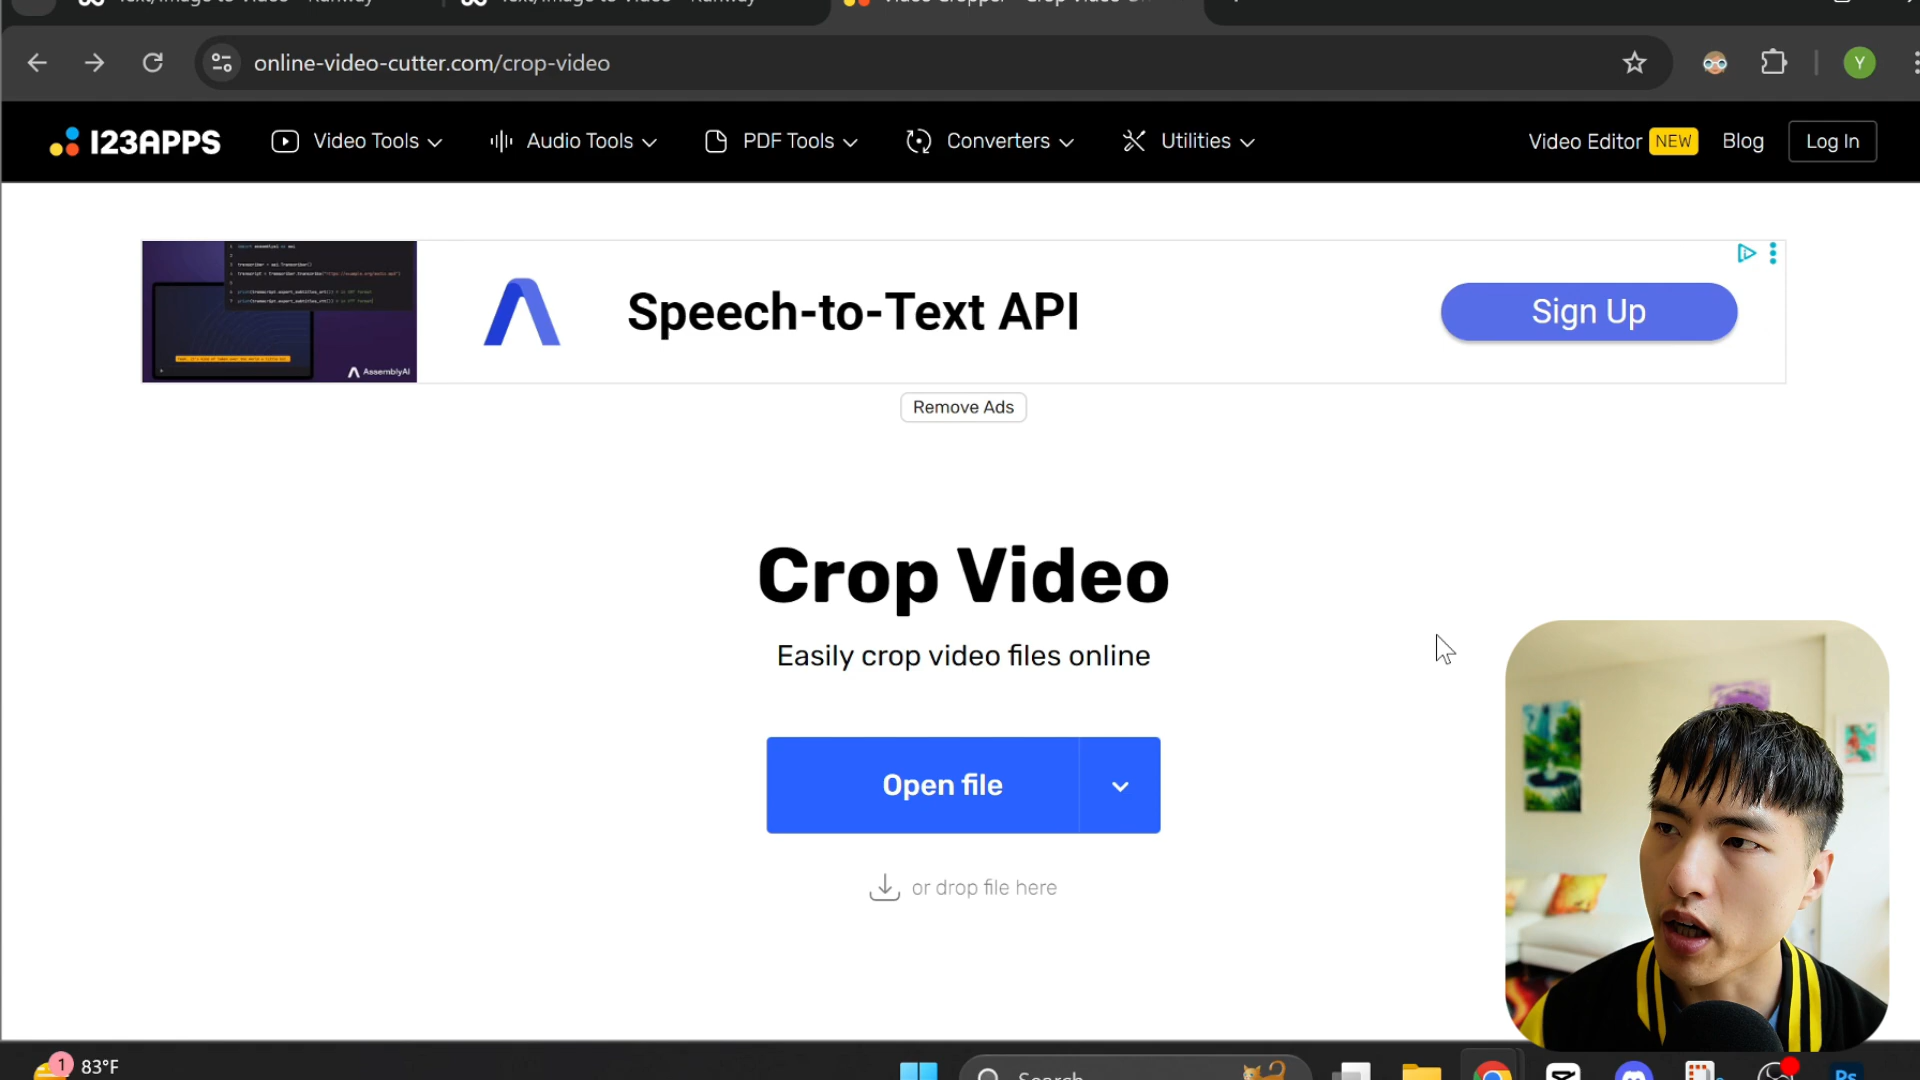 online-video-cutter.com/crop-video
Y
123APPS
Video Tools
Audio Tools
PDF Tools
Converters
Utilities
Video Editor NEW
Blog
Log In
Speech-to-Text API
Sign Up
AssemblyAI
Remove Ads
Crop Video
Easily crop video files online
Open file
or drop file here
1
83°F
Search
Ps